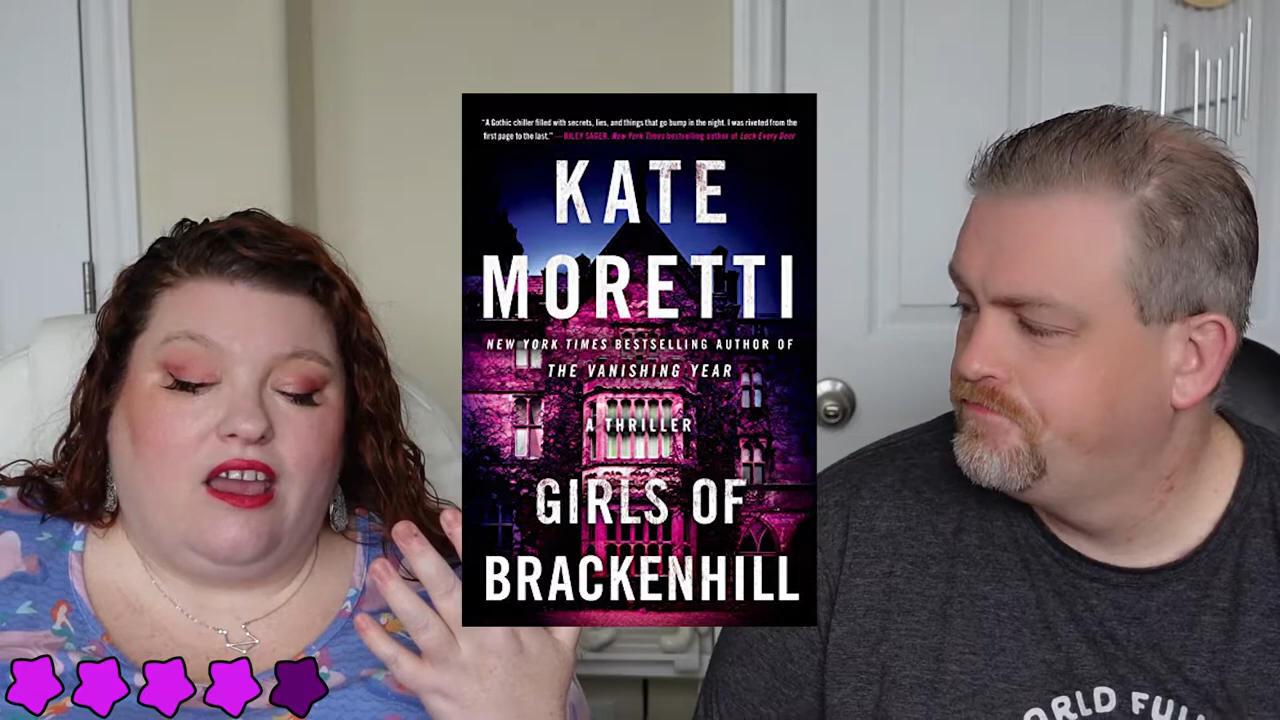 "A Gothic chiller filled with secrets, lies, and things that go bump in the night. I was riveted from the
first page to the last." —RILEY SAGER, New York Times bestselling author of Lock Every Door
KATE
MORETTI
NEW YORK TIMES BESTSELLING AUTHOR OF
THE VANISHING YEAR
A THRILLER
GIRLS OF
BRACKENHILL